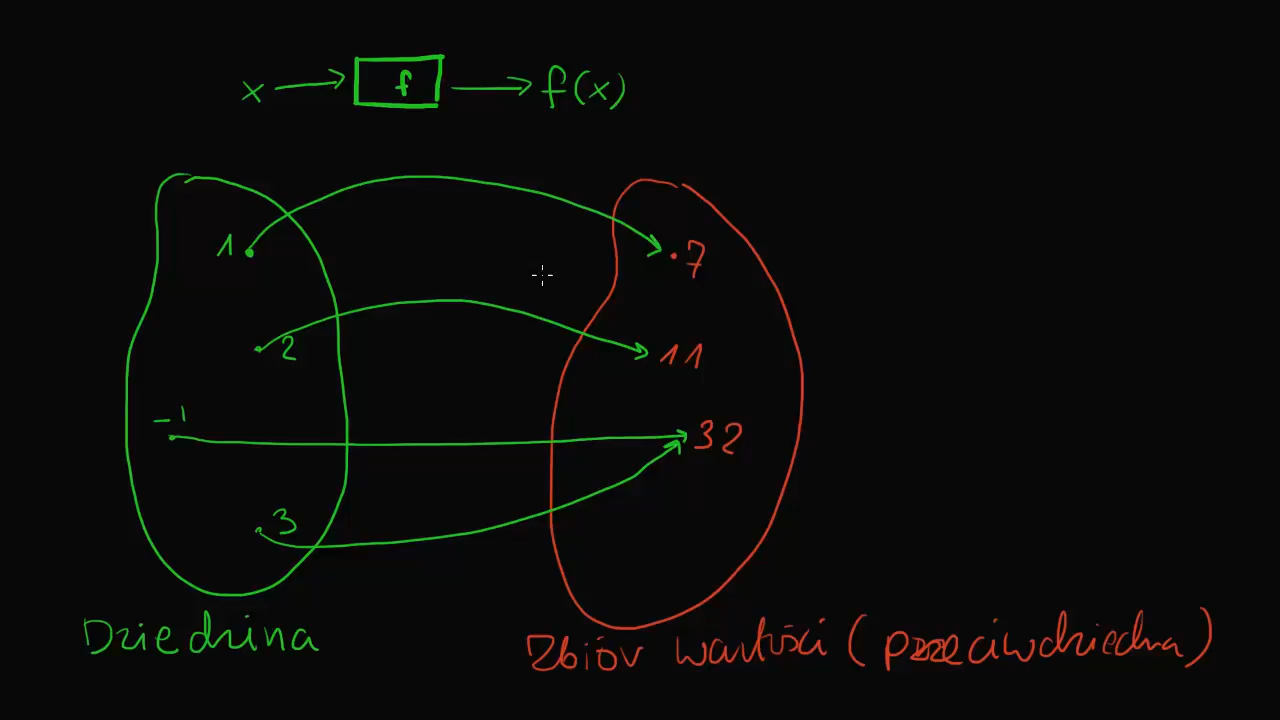 x f f(x)
1 7
2 11
-1 32
3
Dziedzina
Zbiór wartości (przeciwdziedzina)